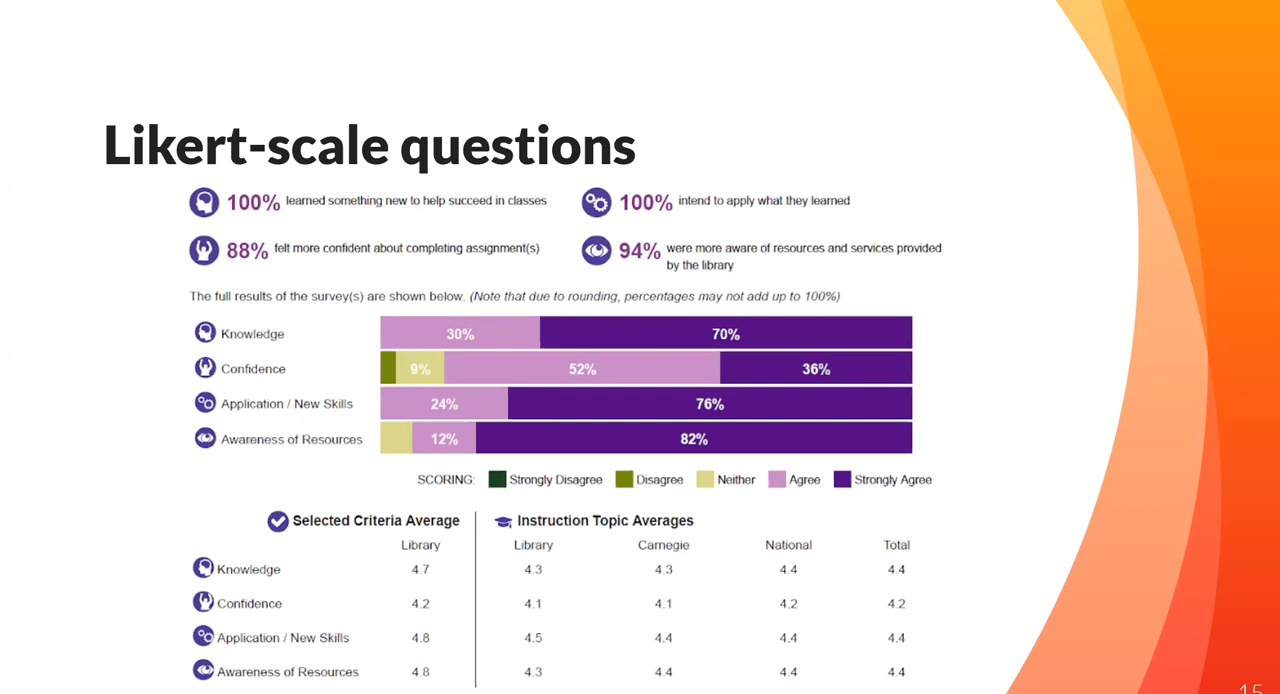 Likert-scale questions
100% learned something new to help succeed in classes
100% intend to apply what they learned
88% felt more confident about completing assignment(s)
94% were more aware of resources and services provided
by the library
The full results of the survey(s) are shown below. (Note that due to rounding, percentages may not add up to 100%)
Knowledge 30% 70%
Confidence 9% 52% 36%
Application / New Skills 24% 76%
Awareness of Resources 12% 82%
SCORING: Strongly Disagree Disagree Neither Agree Strongly Agree
Selected Criteria Average Instruction Topic Averages
Library Library Carnegie National Total
Knowledge 4.7 4.3 4.3 4.4 4.4
Confidence 4.2 4.1 4.1 4.2 4.2
Application / New Skills 4.8 4.5 4.4 4.4 4.4
Awareness of Resources 4.8 4.3 4.4 4.4 4.4
15